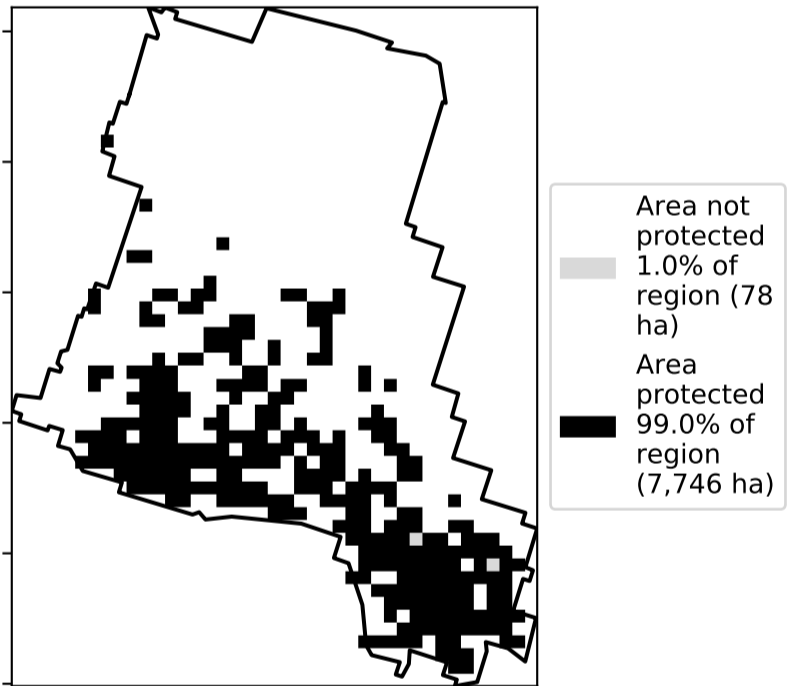 Area not
protected
1.0% of
region (78
ha)
Area
protected
99.0% of
region
(7,746 ha)